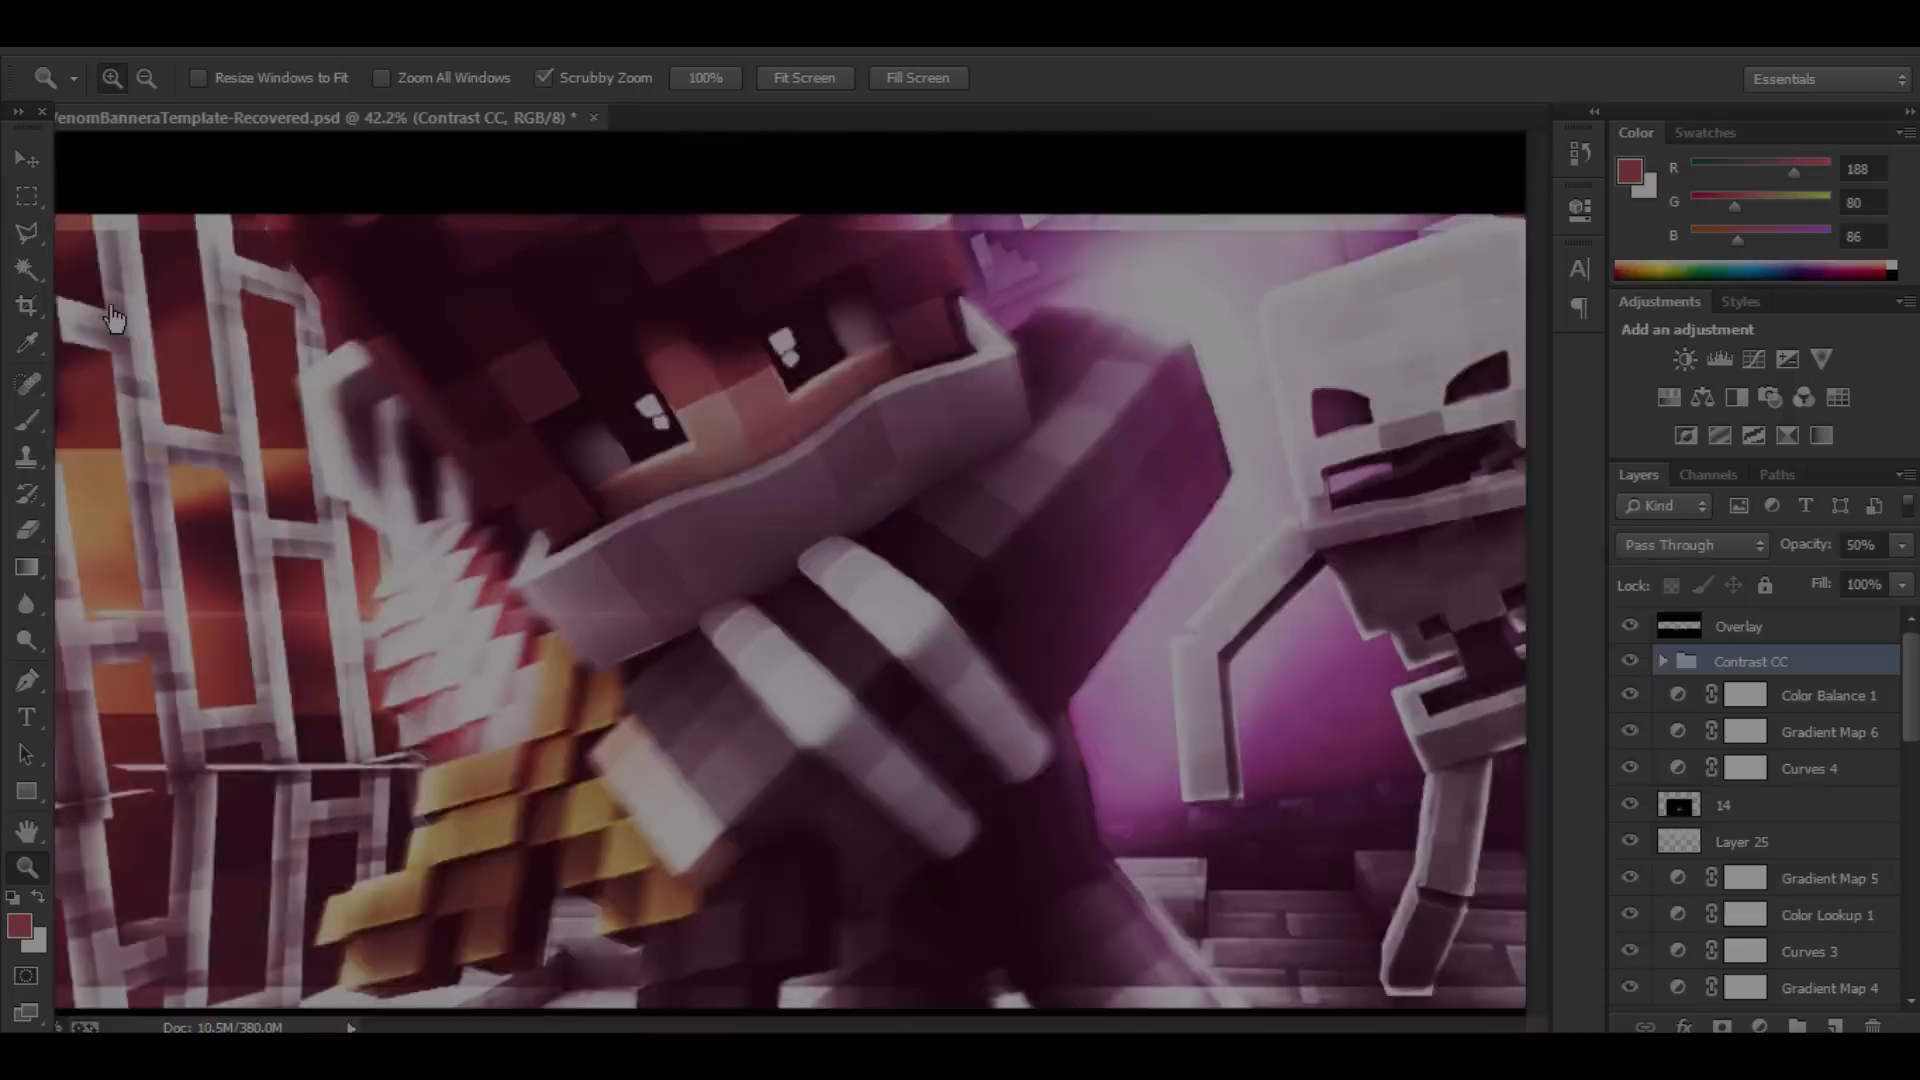 Resize Windows to Fit Zoom All Windows Scrubby Zoom 100% Fit Screen Fill Screen Essentials
VenomBanneraTemplate-Recovered.psd @ 42.2% (Contrast CC, RGB/8) *
Color Swatches
R 188
G 80
B 86
Adjustments Styles
Add an adjustment
Layers Channels Paths
Kind
Pass Through Opacity: 50%
Lock: Fill: 100%
Overlay
Contrast CC
Color Balance 1
Gradient Map 6
Curves 4
14
Layer 25
Gradient Map 5
Color Lookup 1
Curves 3
Gradient Map 4
Doc: 10.5M/380.0M